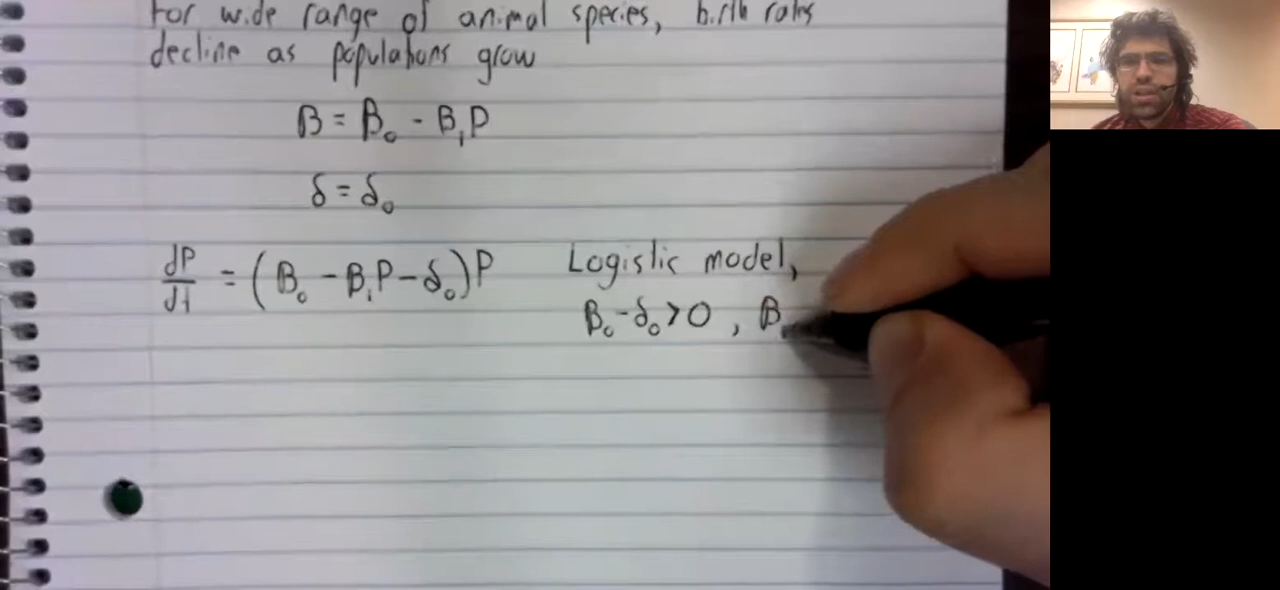 For wide range of animal species, birth rates
decline as populations grow
β = β₀ - β₁P
δ = δ₀
dP/dt = (β₀ - β₁P - δ₀)P
Logistic model,
β₀ - δ₀ > 0 , β